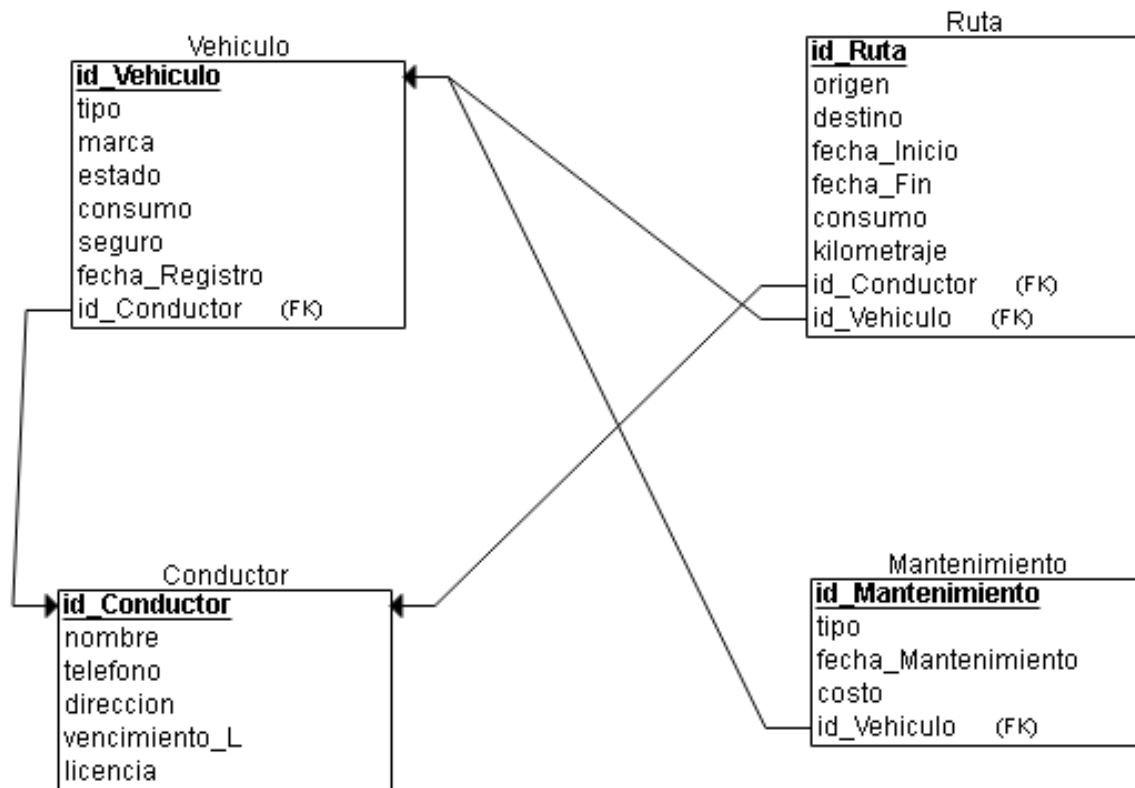 Vehiculo
id_Vehiculo
tipo
marca
estado
consumo
seguro
fecha_Registro
id_Conductor (FK)
Ruta
id_Ruta
origen
destino
fecha_Inicio
fecha_Fin
consumo
kilometraje
id_Conductor (FK)
id_Vehiculo (FK)
Conductor
id_Conductor
nombre
telefono
direccion
vencimiento_L
licencia
Mantenimiento
id_Mantenimiento
tipo
fecha_Mantenimiento
costo
id_Vehiculo (FK)